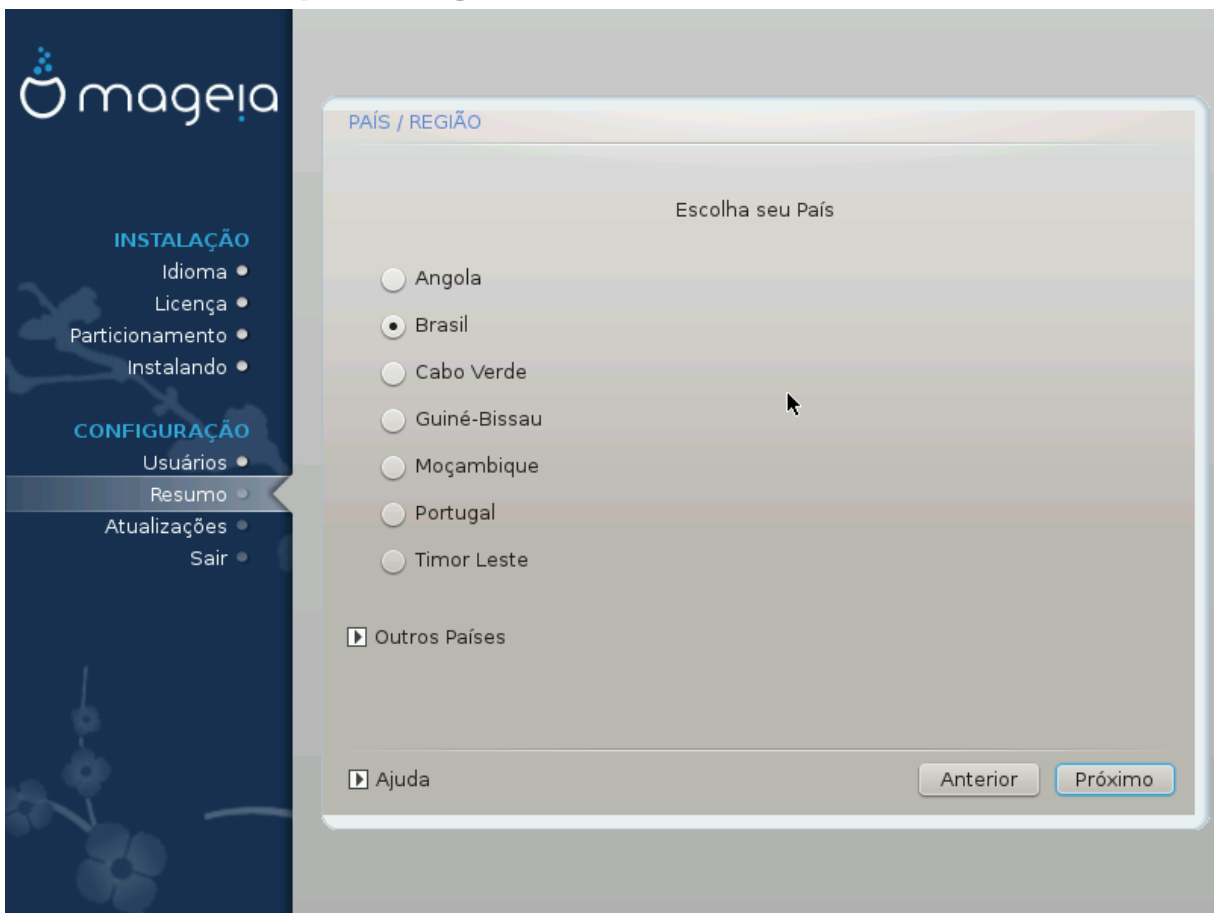 mageia
INSTALAÇÃO
Idioma
Licença
Particionamento
Instalando
CONFIGURAÇÃO
Usuários
Resumo
Atualizações
Sair
PAÍS / REGIÃO
Escolha seu País
Angola
Brasil
Cabo Verde
Guiné-Bissau
Moçambique
Portugal
Timor Leste
Outros Países
Ajuda
Anterior
Próximo